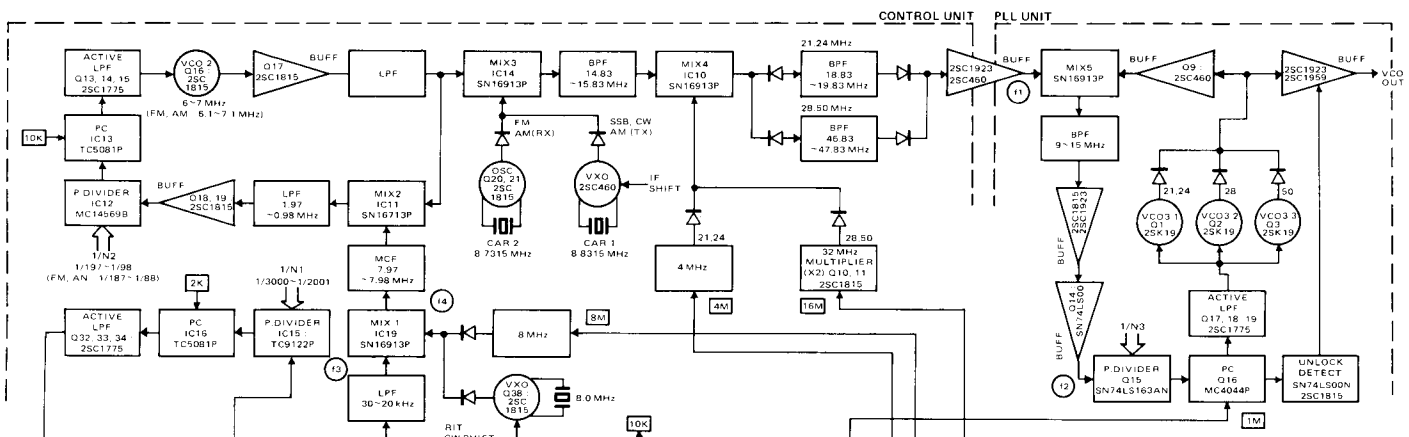 CONTROL UNIT
PLL UNIT
ACTIVE
LPF
Q13, 14, 15
2SC1775
VCO 2
Q16 :
2SC
1815
6~7 MHz
(FM, AM 6.1~7.1 MHz)
Q17
2SC1815
BUFF
LPF
MIX3
IC14
SN16913P
BPF
14.83
~15.83 MHz
MIX4
IC10
SN16913P
21,24 MHz
BPF
18.83
~19.83 MHz
28.50 MHz
BPF
46.83
~47.83 MHz
2SC1923
2SC460
BUFF
f1
MIX5
SN16913P
BUFF
Q9 :
2SC460
2SC1923
2SC1959
BUFF
VCO
OUT
10K
PC
IC13
TC5081P
FM
AM(RX)
SSB, CW
AM (TX)
BPF
9~15 MHz
P.DIVIDER
IC12
MC14569B
BUFF
Q18, 19
2SC1815
LPF
1.97
~0.98 MHz
MIX2
IC11
SN16713P
OSC
Q20, 21
2SC
1815
CAR 2
8 7315 MHz
VXO
2SC460
IF
SHIFT
CAR 1
8 8315 MHz
21,24
28
50
VCO3 1
Q1
2SK19
VCO3 2
Q2
2SK19
VCO3 3
Q3
2SK19
2SC1815
2SC1923
BUFF
1/N2
1/197~1/98
(FM, AN 1/187~1/88)
1/N1
1/3000~1/2001
MCF
7.97
~7.98 MHz
f4
21,24
4 MHz
4M
28.50
32 MHz
MULTIPLIER
(X2) Q10, 11
2SC1815
16M
Q14 :
SN74LS00
BUFF
ACTIVE
LPF
Q17, 18, 19
2SC1775
2K
ACTIVE
LPF
Q32, 33, 34 :
2SC1775
PC
IC16
TC5081P
P.DIVIDER
IC15 :
TC9122P
MIX 1
IC19
SN16913P
8 MHz
8M
f3
f2
1/N3
P.DIVIDER
Q15
SN74LS163AN
PC
Q16
MC4044P
UNLOCK
DETECT
SN74LS00N
2SC1815
LPF
30~20 kHz
VXO
Q38 :
2SC
1815
8.0 MHz
RIT
10K
1M